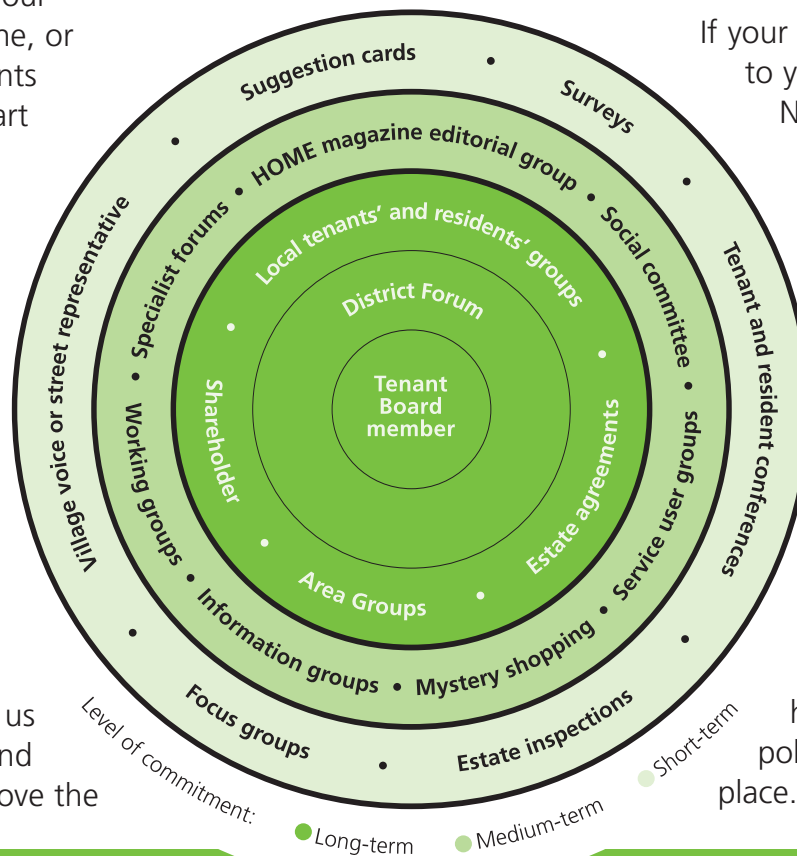 our
ne, or
nts
art
If your
to y
N
Suggestion cards
•
Surveys
•
Tenant and resident conferences
•
Estate inspections
•
Focus groups
•
Village voice or street representative
•
HOME magazine editorial group
•
Social committee
•
Service user groups
•
Mystery shopping
•
Information groups
•
Working groups
•
Specialist forums
•
Local tenants’ and residents’ groups
•
Estate agreements
•
Area Groups
•
Shareholder
•
District Forum
Tenant
Board
member
us
nd
ove the
h
pol
place.
Level of commitment:
Long-term
Medium-term
Short-term